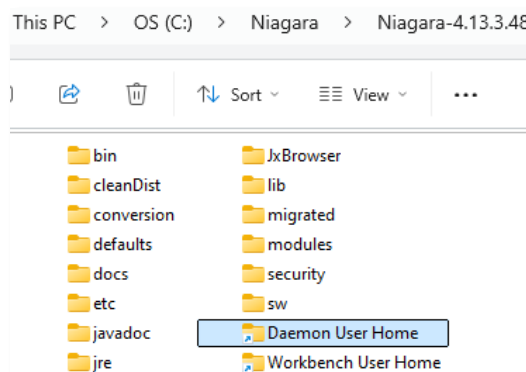 This PC > OS (C:) > Niagara > Niagara-4.13.3.48
Sort View ...
bin
cleanDist
conversion
defaults
docs
etc
javadoc
jre
JxBrowser
lib
migrated
modules
security
sw
Daemon User Home
Workbench User Home